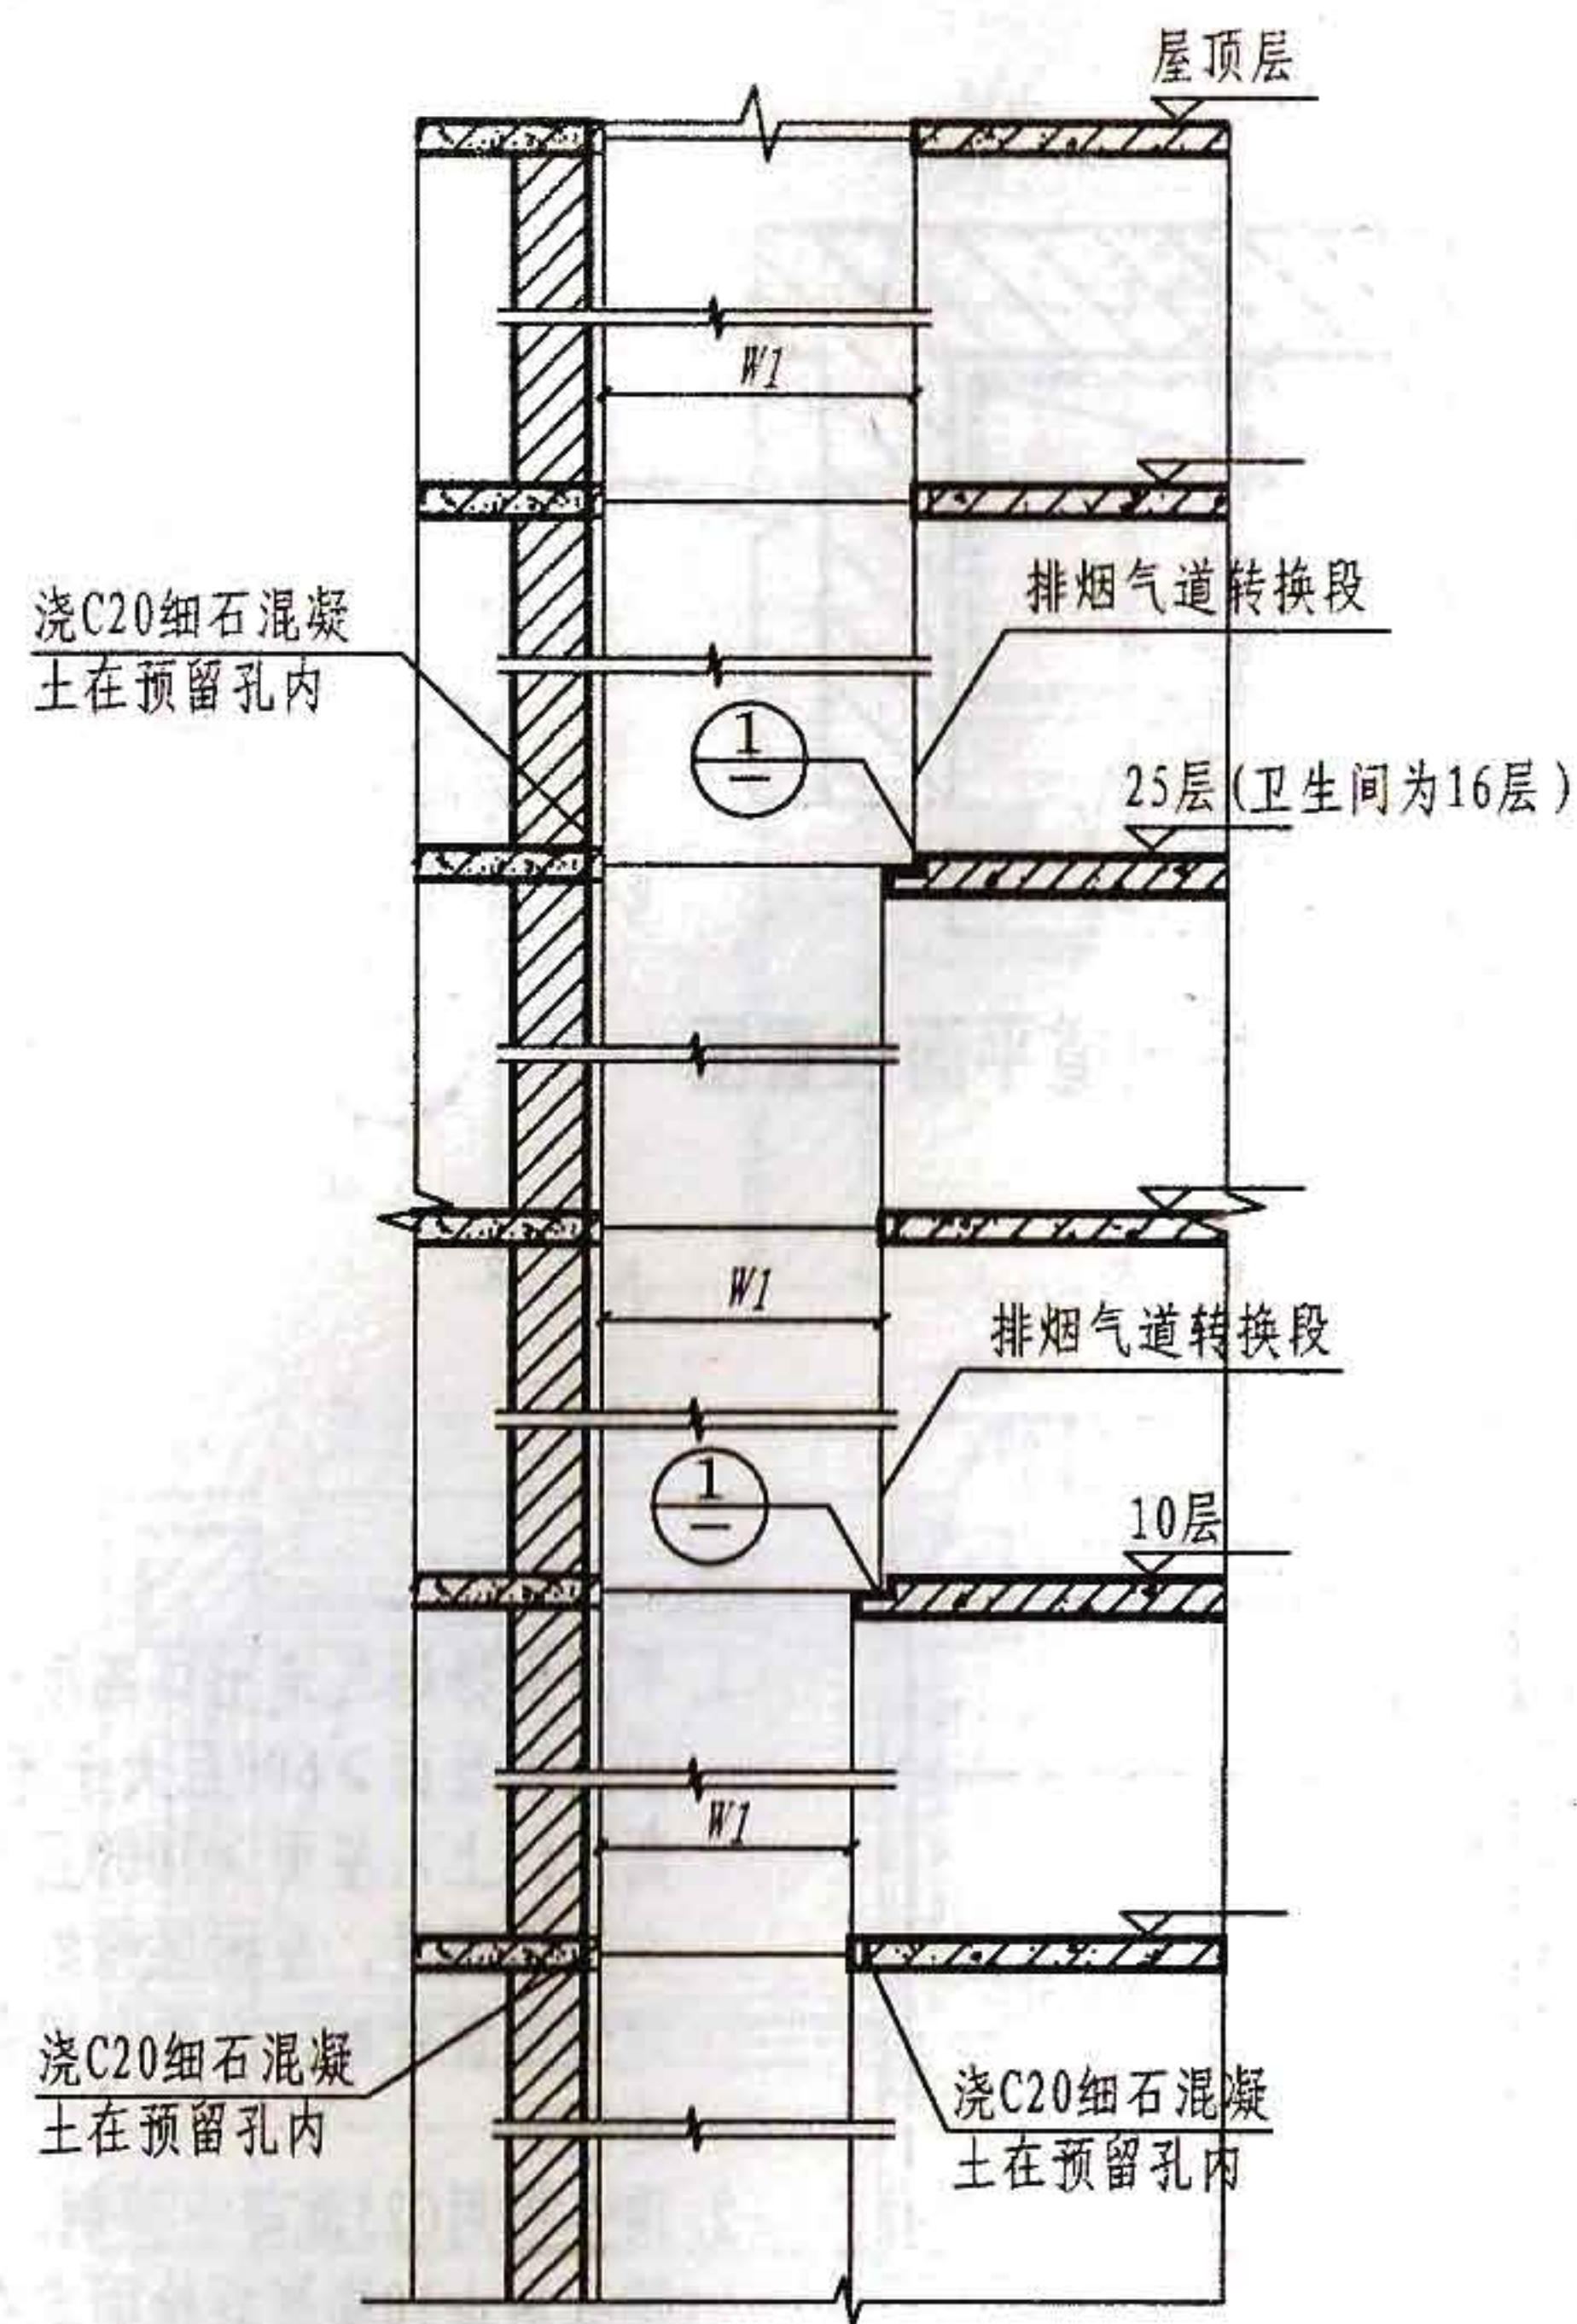 屋顶层
W1
浇C20细石混凝
土在预留孔内
排烟气道转换段
1
25层(卫生间为16层)
W1
排烟气道转换段
1
10层
W1
浇C20细石混凝
土在预留孔内
浇C20细石混凝
土在预留孔内